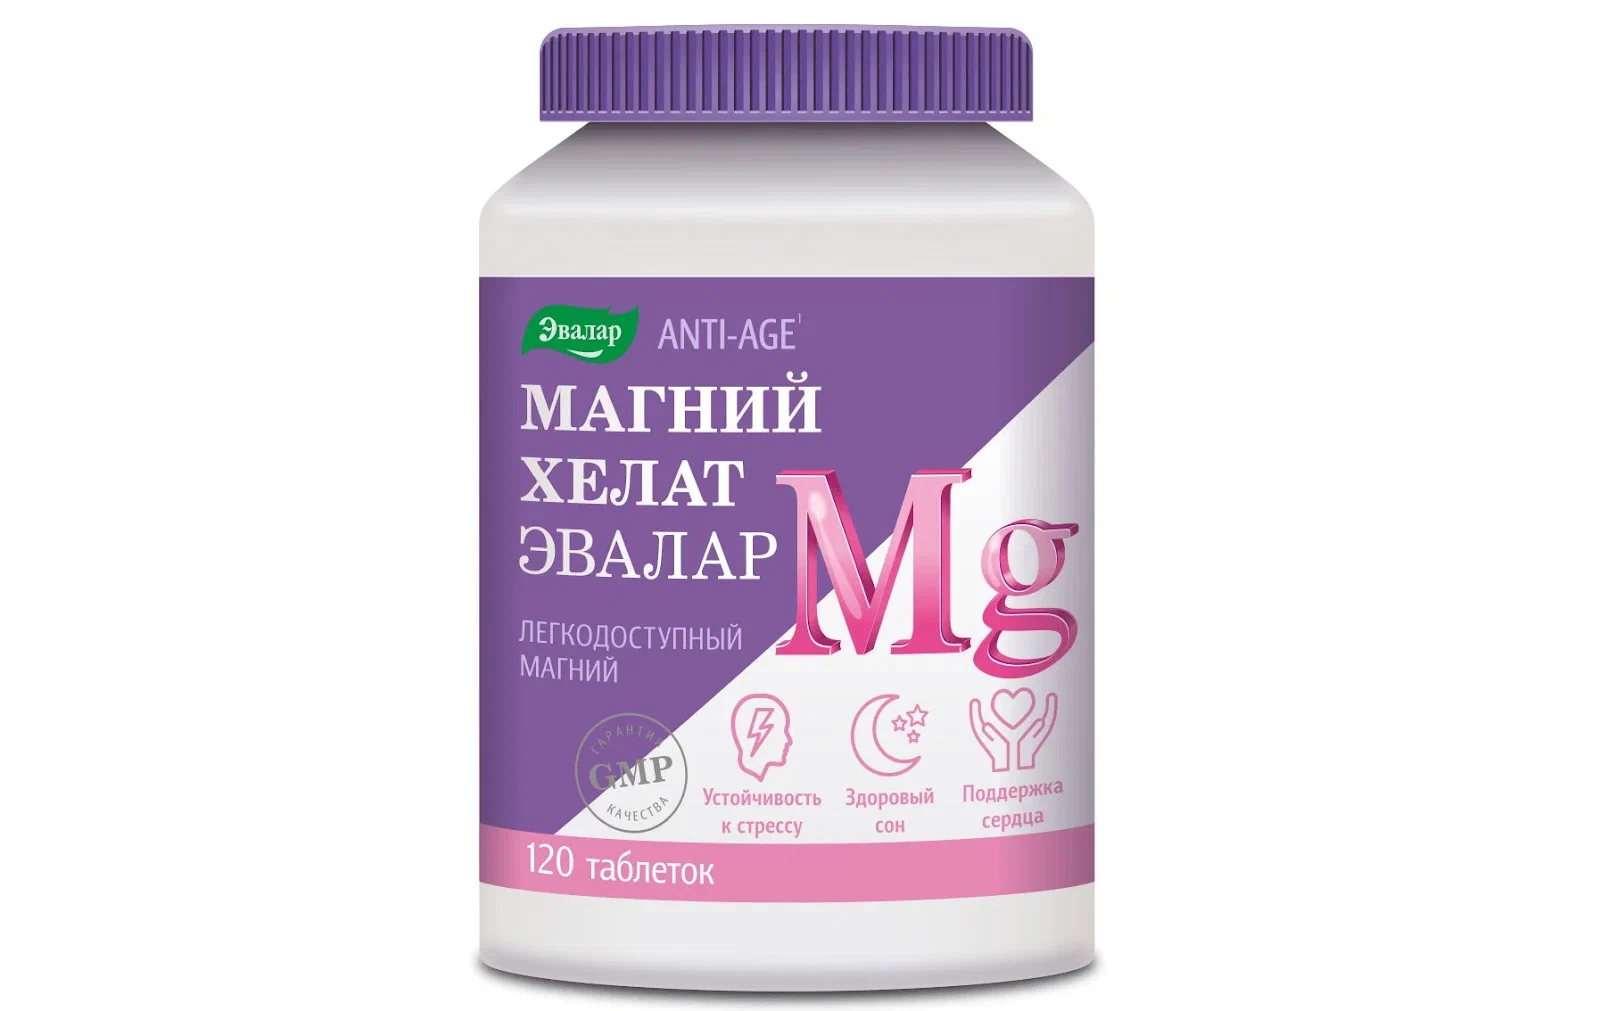 Эвалар
ANTI-AGE¹
МАГНИЙ
ХЕЛАТ
ЭВАЛАР
Mg
ЛЕГКОДОСТУПНЫЙ
МАГНИЙ
ГАРАНТИЯ
GMP
КАЧЕСТВА
Устойчивость
к стрессу
Здоровый
сон
Поддержка
сердца
120 таблеток